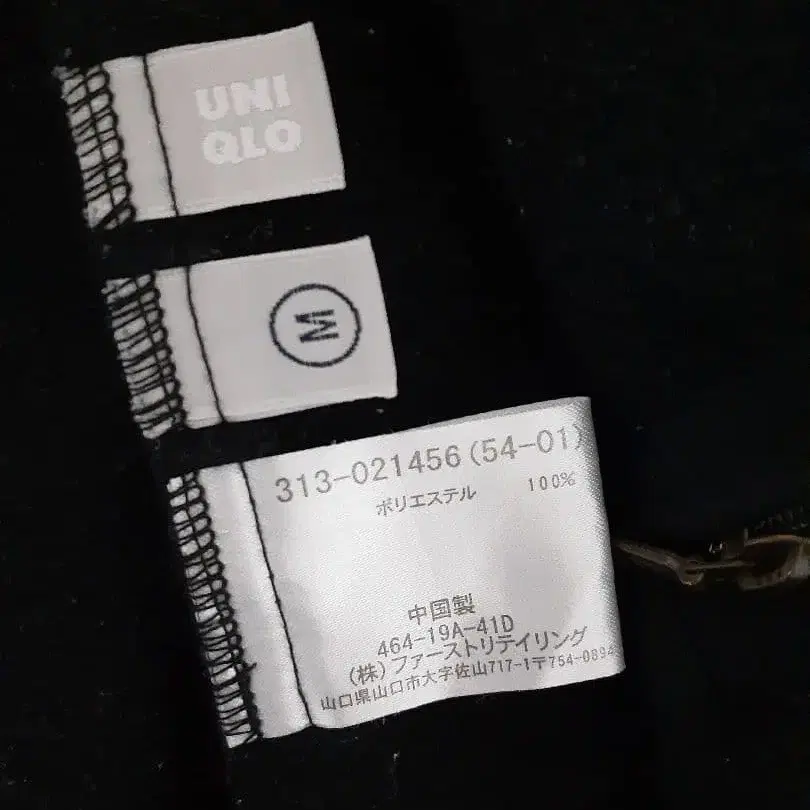 UNI
QLO
M
313-021456(54-01)
ポリエステル 100%
中国製
464-19A-41D
(株)ファーストリテイリング
山口県山口市大字佐山717-1〒754-0894